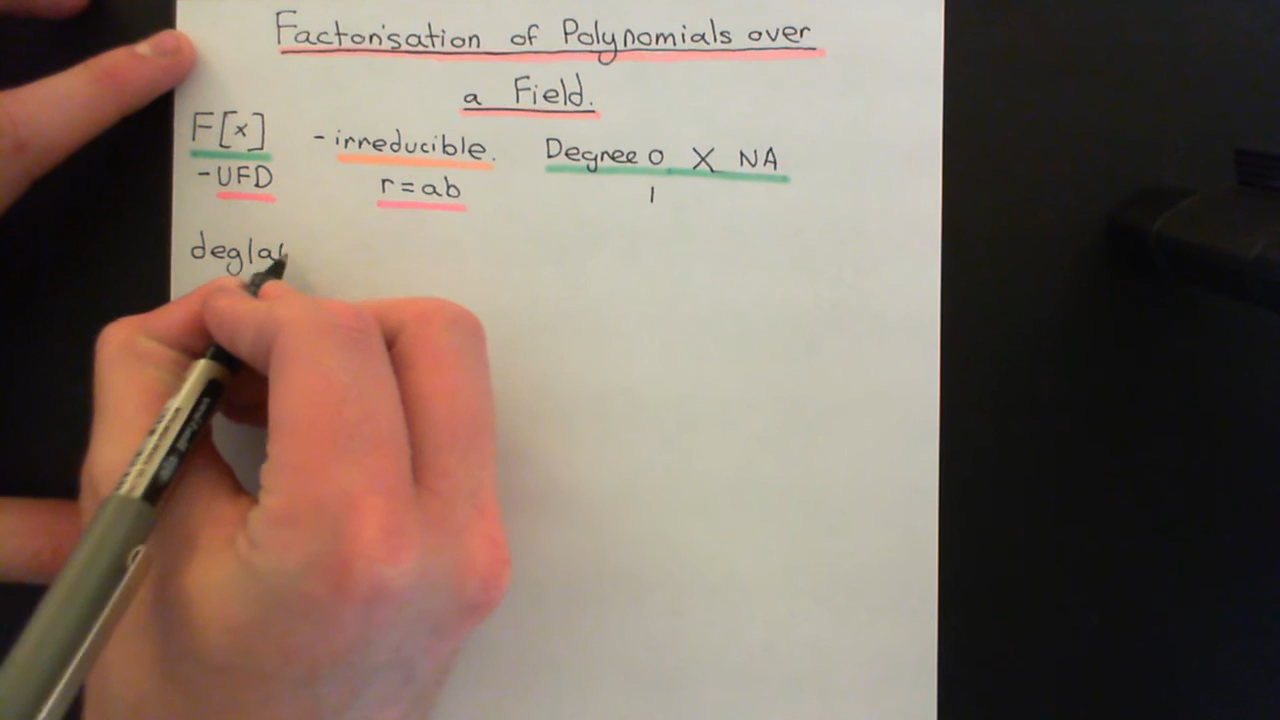 Factorisation of Polynomials over
a Field.
F[x] - irreducible. Degree 0 X NA
- UFD r = ab 1
deg(a